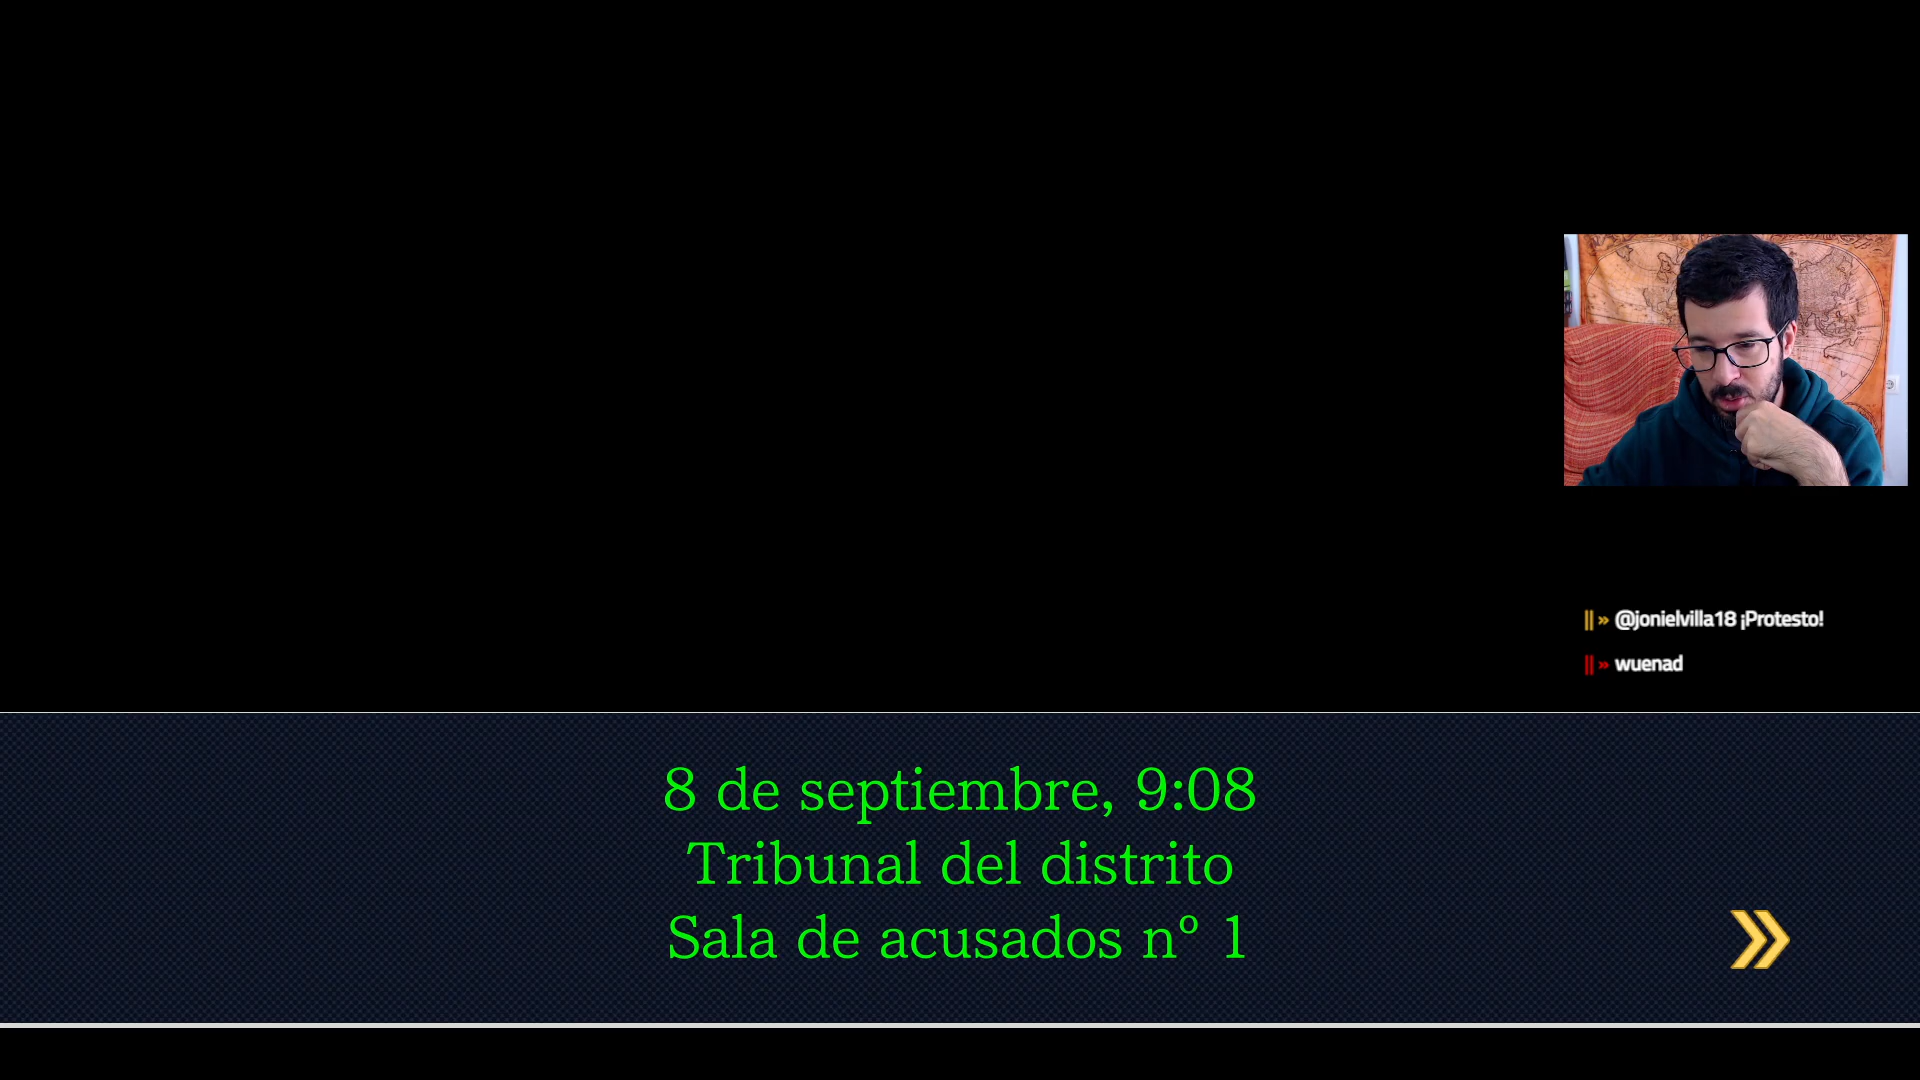 || » @jonielvilla18 ¡Protesto!
|| » wuenad
8 de septiembre, 9:08
Tribunal del distrito
Sala de acusados nº 1